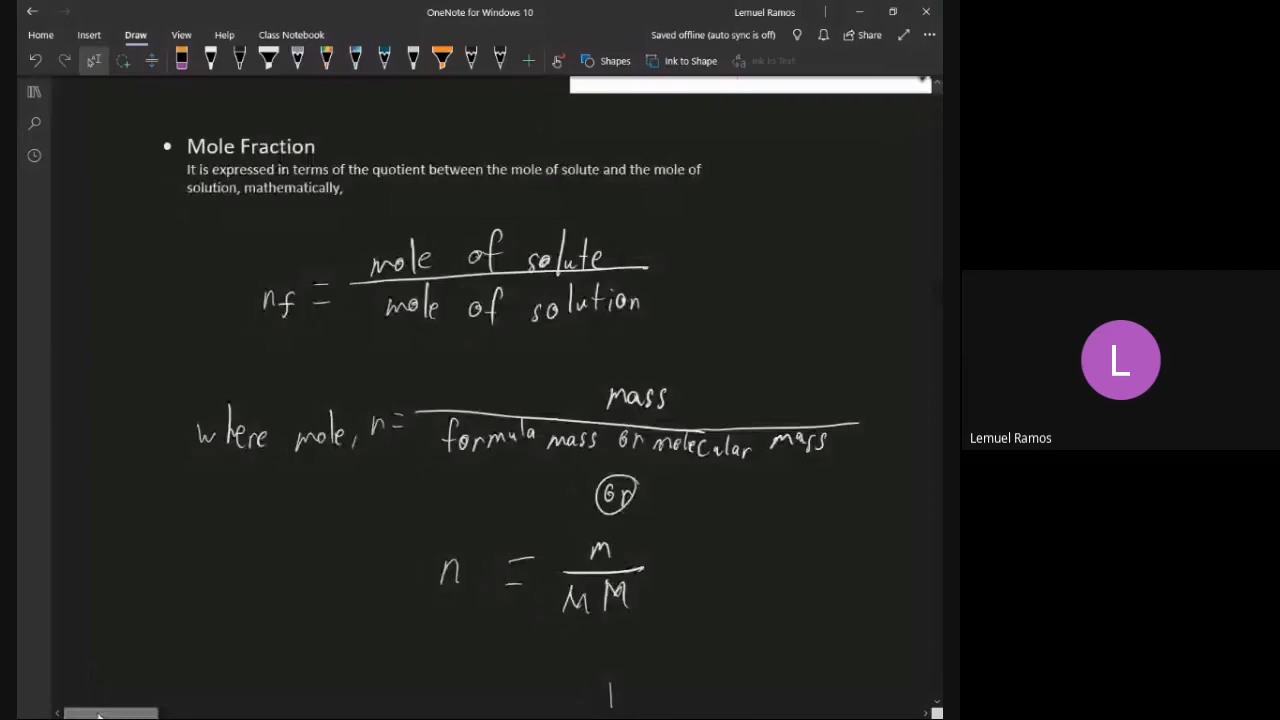 OneNote for Windows 10
Lemuel Ramos
Home Insert Draw View Help Class Notebook
Saved offline (auto sync is off)
Share
Shapes
Ink to Shape
Ink to Text
• Mole Fraction
It is expressed in terms of the quotient between the mole of solute and the mole of
solution, mathematically,
mole of solute
nf =
mole of solution
mass
where mole, n=
formula mass or molecular mass
or
m
n =
MM
L
Lemuel Ramos